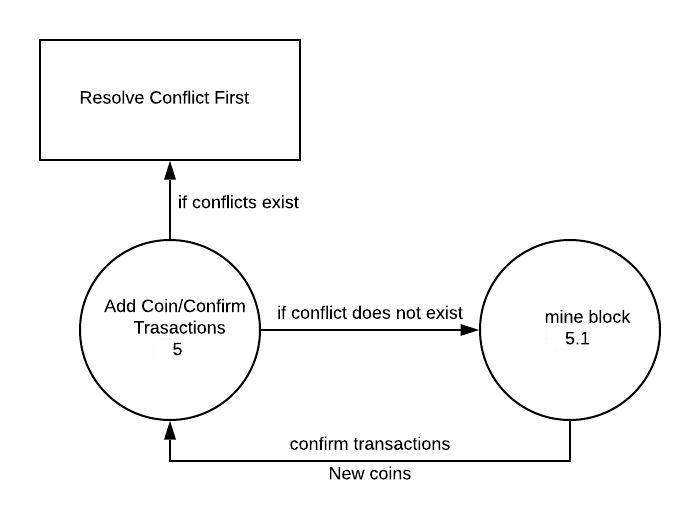 Resolve Conflict First
if conflicts exist
Add Coin/Confirm
Trasactions
5
if conflict does not exist
mine block
5.1
confirm transactions
New coins